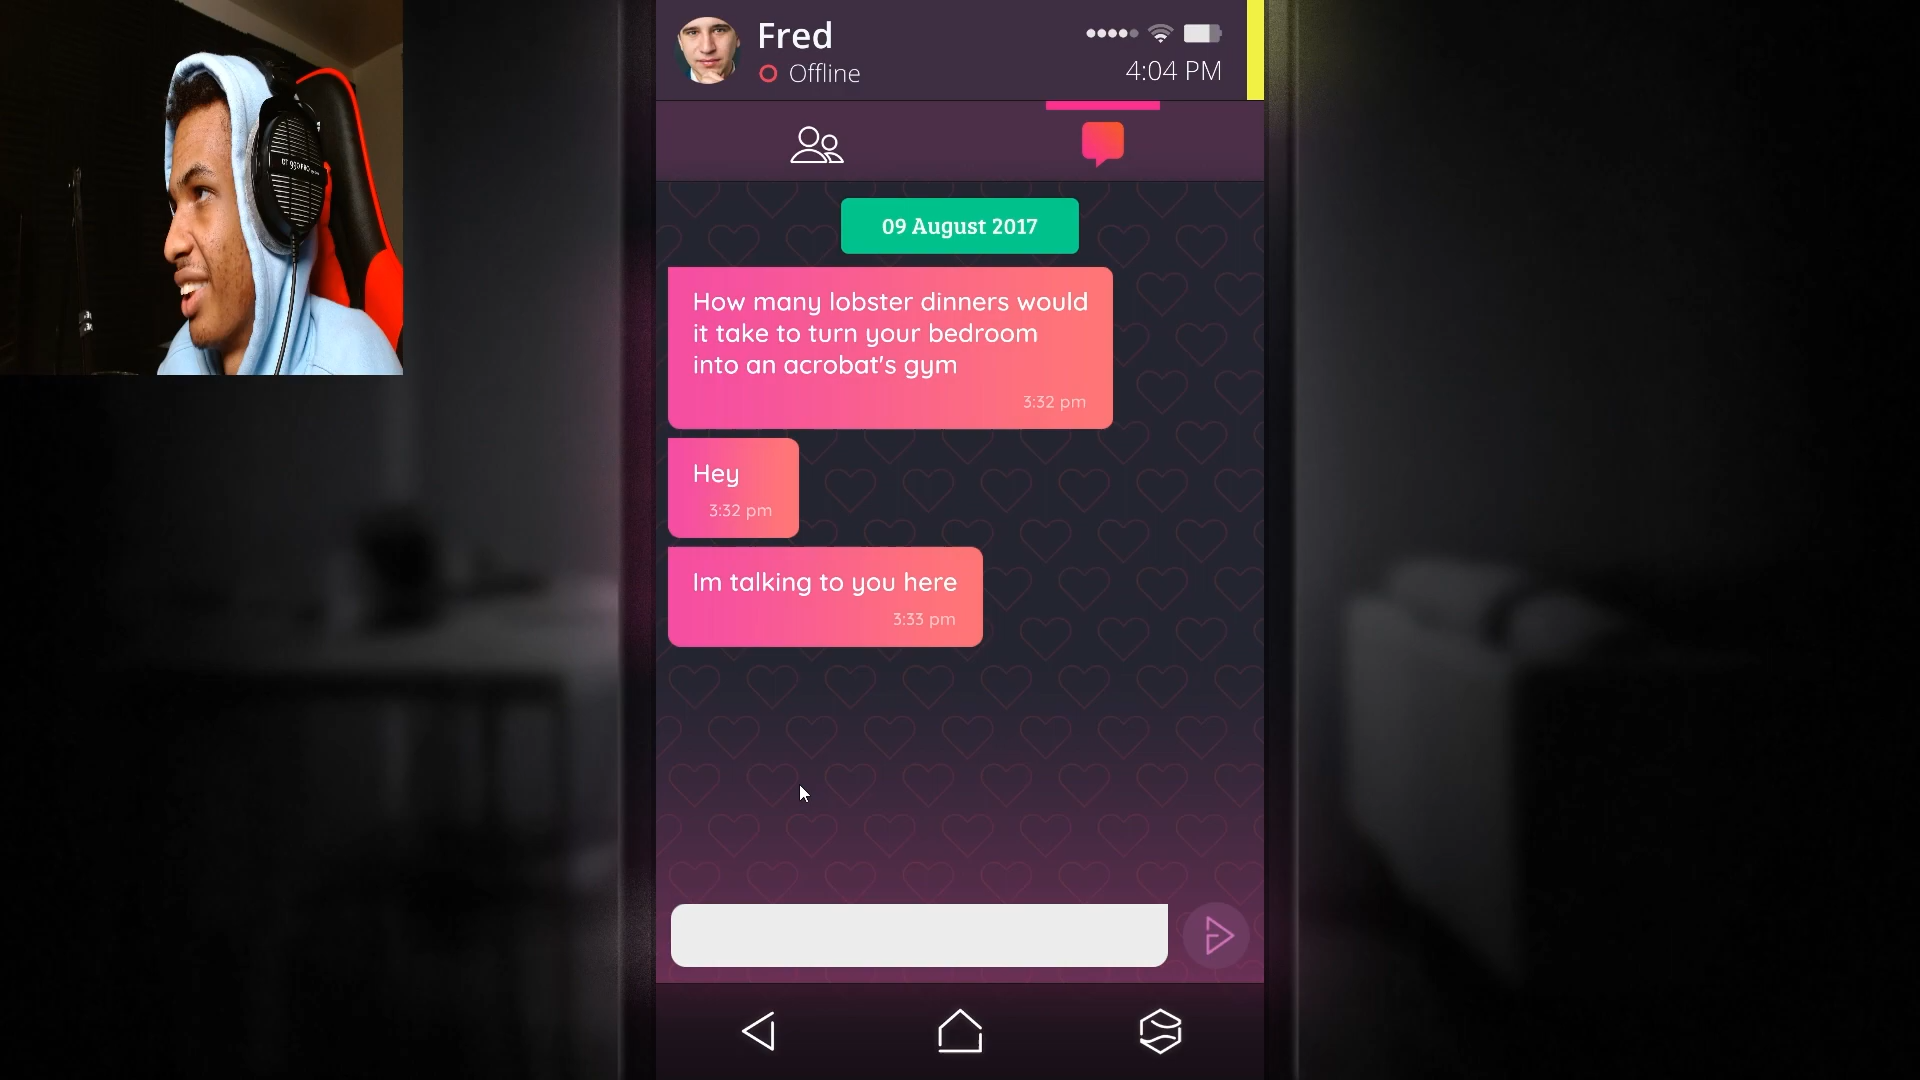 Fred
Offline
4:04 PM
09 August 2017
How many lobster dinners would
it take to turn your bedroom
into an acrobat's gym
3:32 pm
Hey
3:32 pm
Im talking to you here
3:33 pm